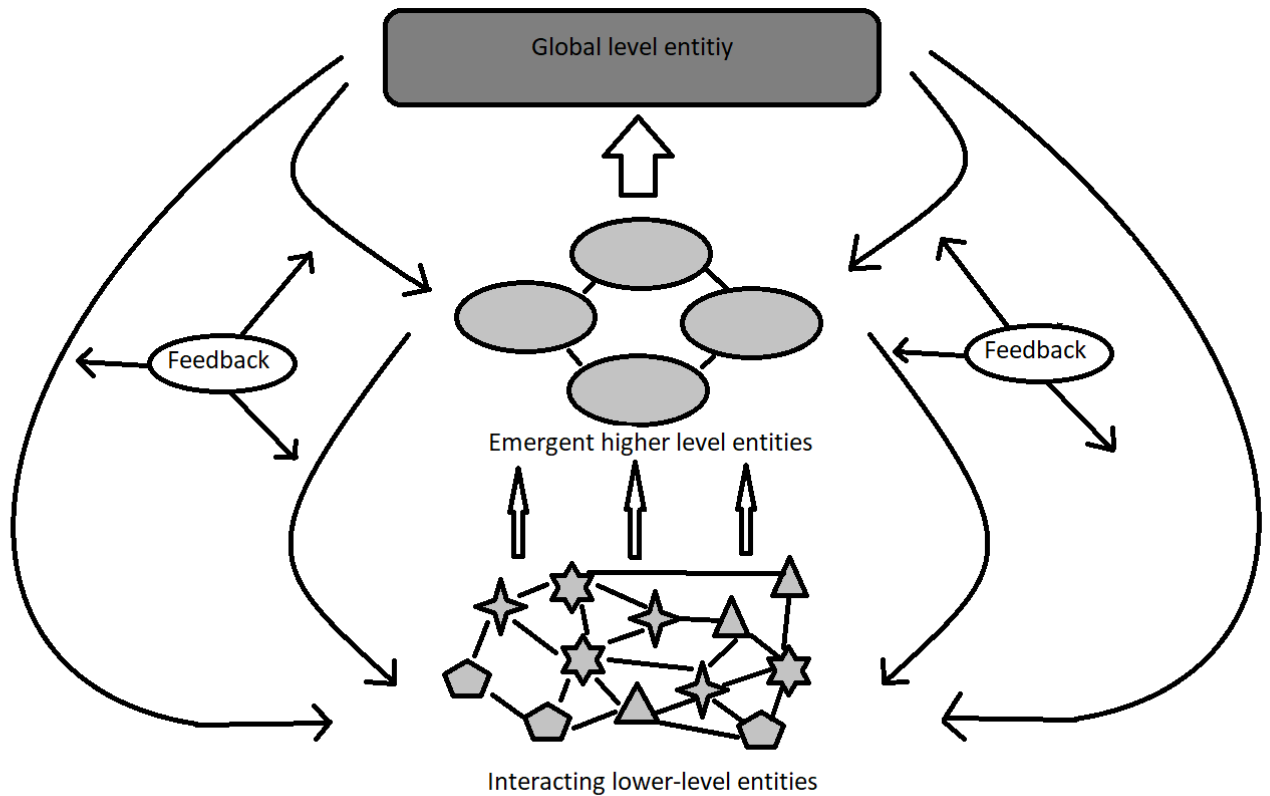 Global level entitiy
Feedback
Feedback
Emergent higher level entities
Interacting lower-level entities